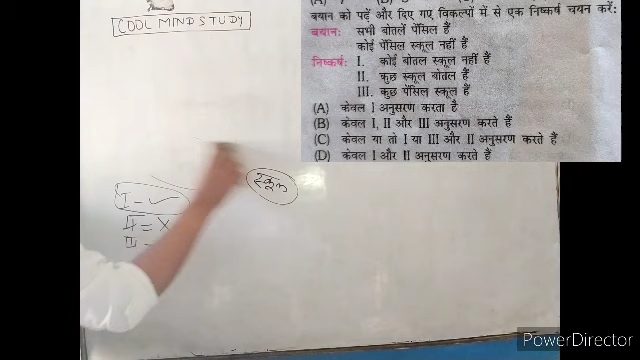 COOL MIND STUDY
बयान को पढ़ें और दिए गए विकल्पों में से एक निष्कर्ष चयन करें:
बयान: सभी बोतलें पेंसिल हैं
कोई पेंसिल स्कूल नहीं हैं
निष्कर्ष: I. कोई बोतल स्कूल नहीं हैं
II. कुछ स्कूल बोतल हैं
III. कुछ पेंसिल स्कूल हैं
(A) केवल I अनुसरण करता है
(B) केवल I, II और III अनुसरण करते हैं
(C) केवल या तो I या III और II अनुसरण करते हैं
(D) केवल I और II अनुसरण करते हैं
स्कूल
I - ✓
II = X
III -
PowerDirector